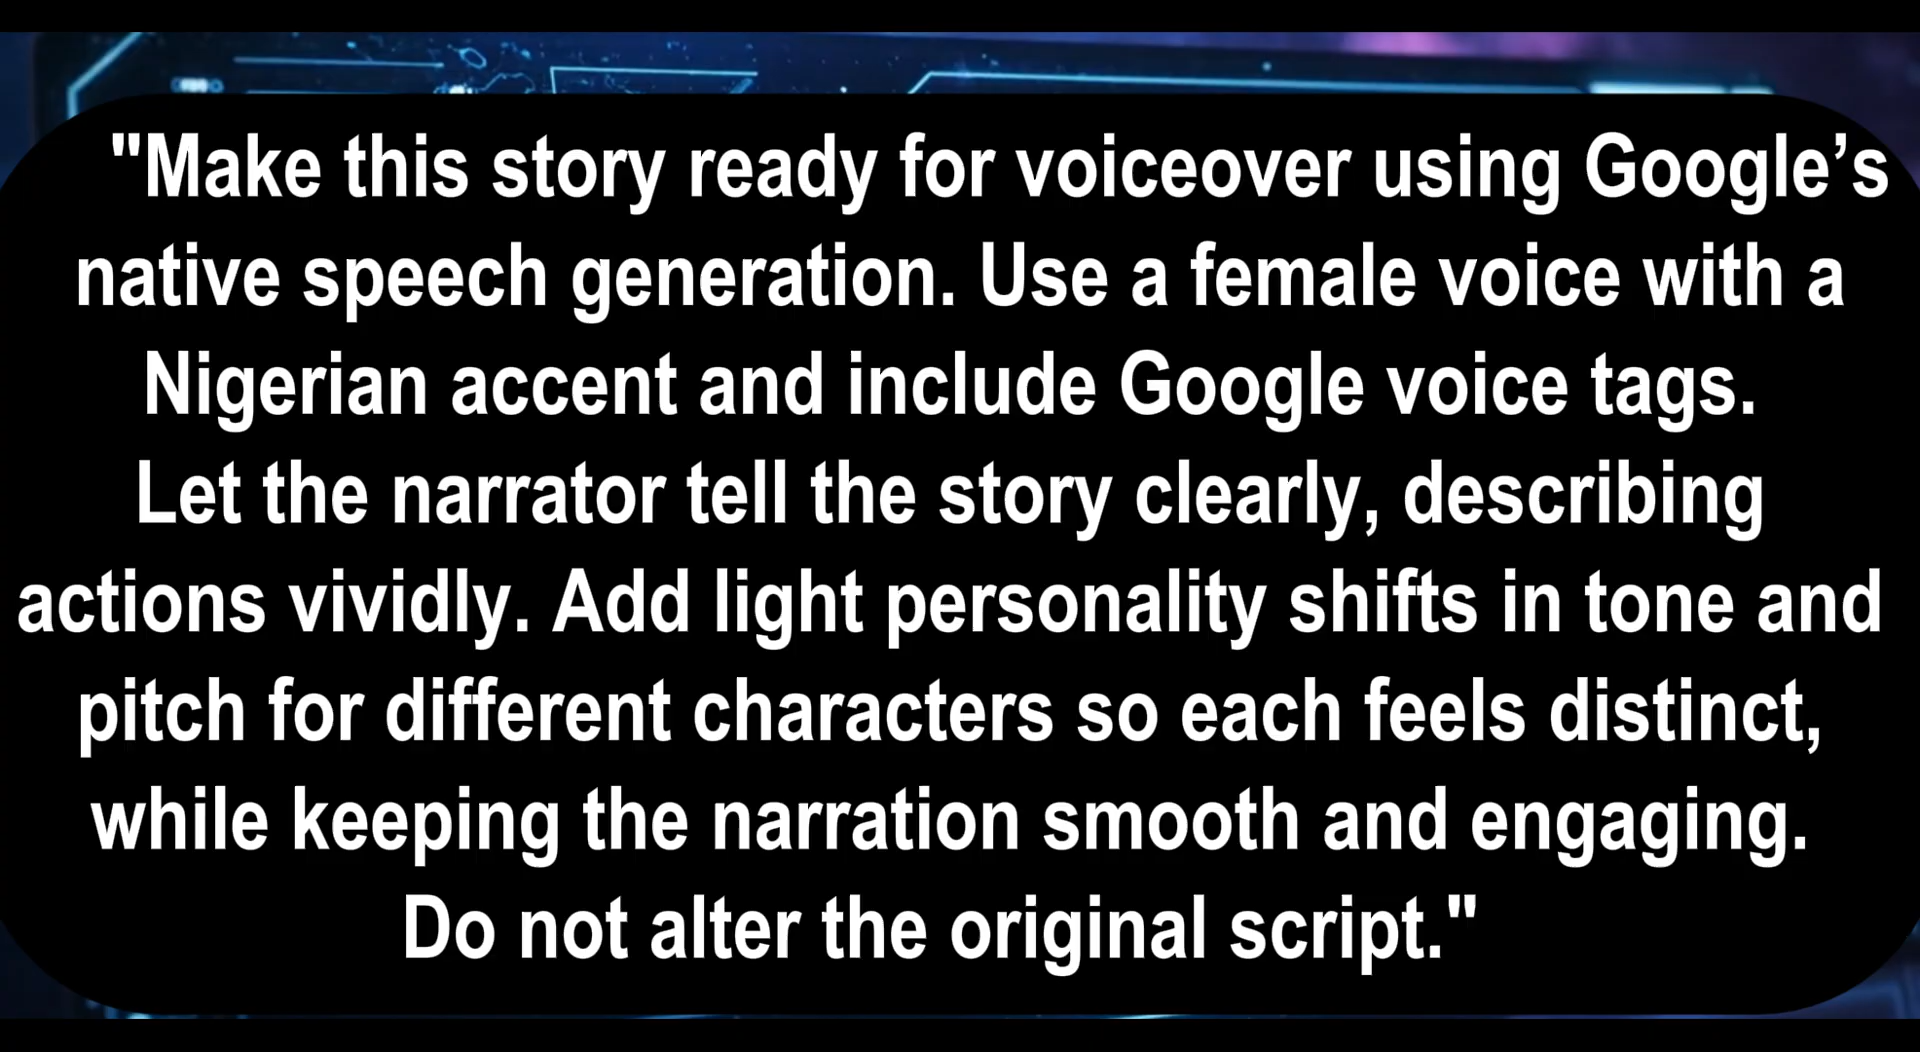 "Make this story ready for voiceover using Google’s
native speech generation. Use a female voice with a
Nigerian accent and include Google voice tags.
Let the narrator tell the story clearly, describing
actions vividly. Add light personality shifts in tone and
pitch for different characters so each feels distinct,
while keeping the narration smooth and engaging.
Do not alter the original script."